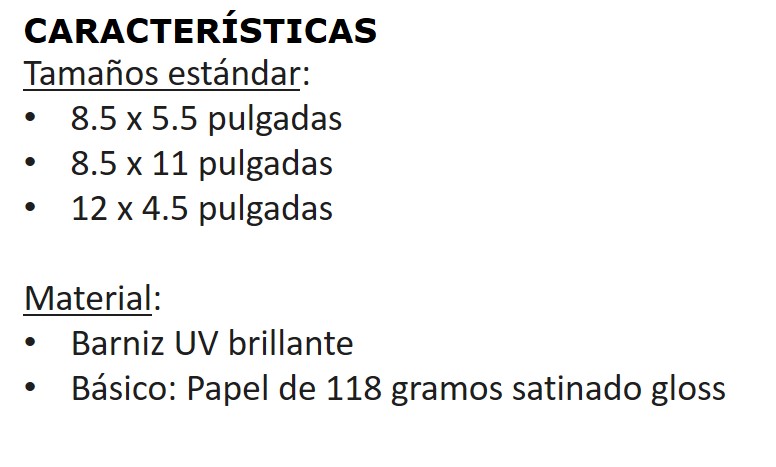 CARACTERÍSTICAS
Tamaños estándar:
• 8.5 x 5.5 pulgadas
• 8.5 x 11 pulgadas
• 12 x 4.5 pulgadas
Material:
• Barniz UV brillante
• Básico: Papel de 118 gramos satinado gloss